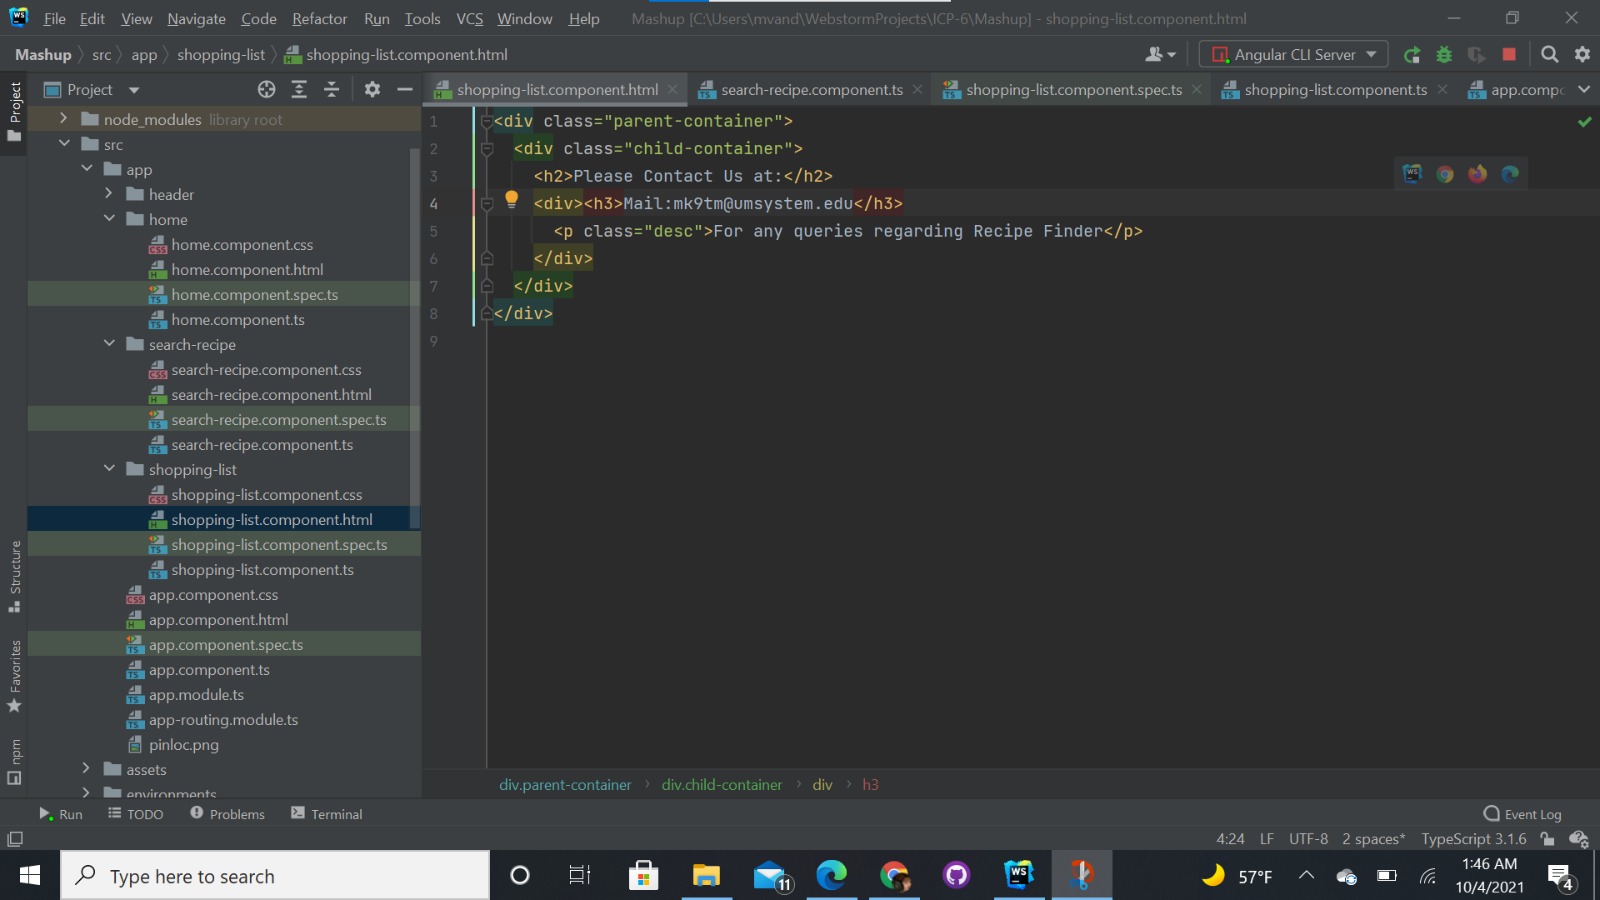 File Edit View Navigate Code Refactor Run Tools VCS Window Help Mashup [C:\Users\mvand\WebstormProjects\ICP-6\Mashup] - shopping-list.component.html
Mashup src app shopping-list shopping-list.component.html Angular CLI Server
Project shopping-list.component.html search-recipe.component.ts shopping-list.component.spec.ts shopping-list.component.ts app.compo
Project
node_modules library root
src
app
header
home
home.component.css
home.component.html
home.component.spec.ts
home.component.ts
search-recipe
search-recipe.component.css
search-recipe.component.html
search-recipe.component.spec.ts
search-recipe.component.ts
shopping-list
shopping-list.component.css
shopping-list.component.html
shopping-list.component.spec.ts
shopping-list.component.ts
app.component.css
app.component.html
app.component.spec.ts
app.component.ts
app.module.ts
app-routing.module.ts
pinloc.png
assets
environments
Structure
Favorites
npm
1 <div class="parent-container">
2 <div class="child-container">
3 <h2>Please Contact Us at:</h2>
4 <div><h3>Mail:mk9tm@umsystem.edu</h3>
5 <p class="desc">For any queries regarding Recipe Finder</p>
6 </div>
7 </div>
8 </div>
9
div.parent-container div.child-container div h3
Run TODO Problems Terminal Event Log
4:24 LF UTF-8 2 spaces* TypeScript 3.1.6
Type here to search 11 WS 57°F 1:46 AM
10/4/2021 4